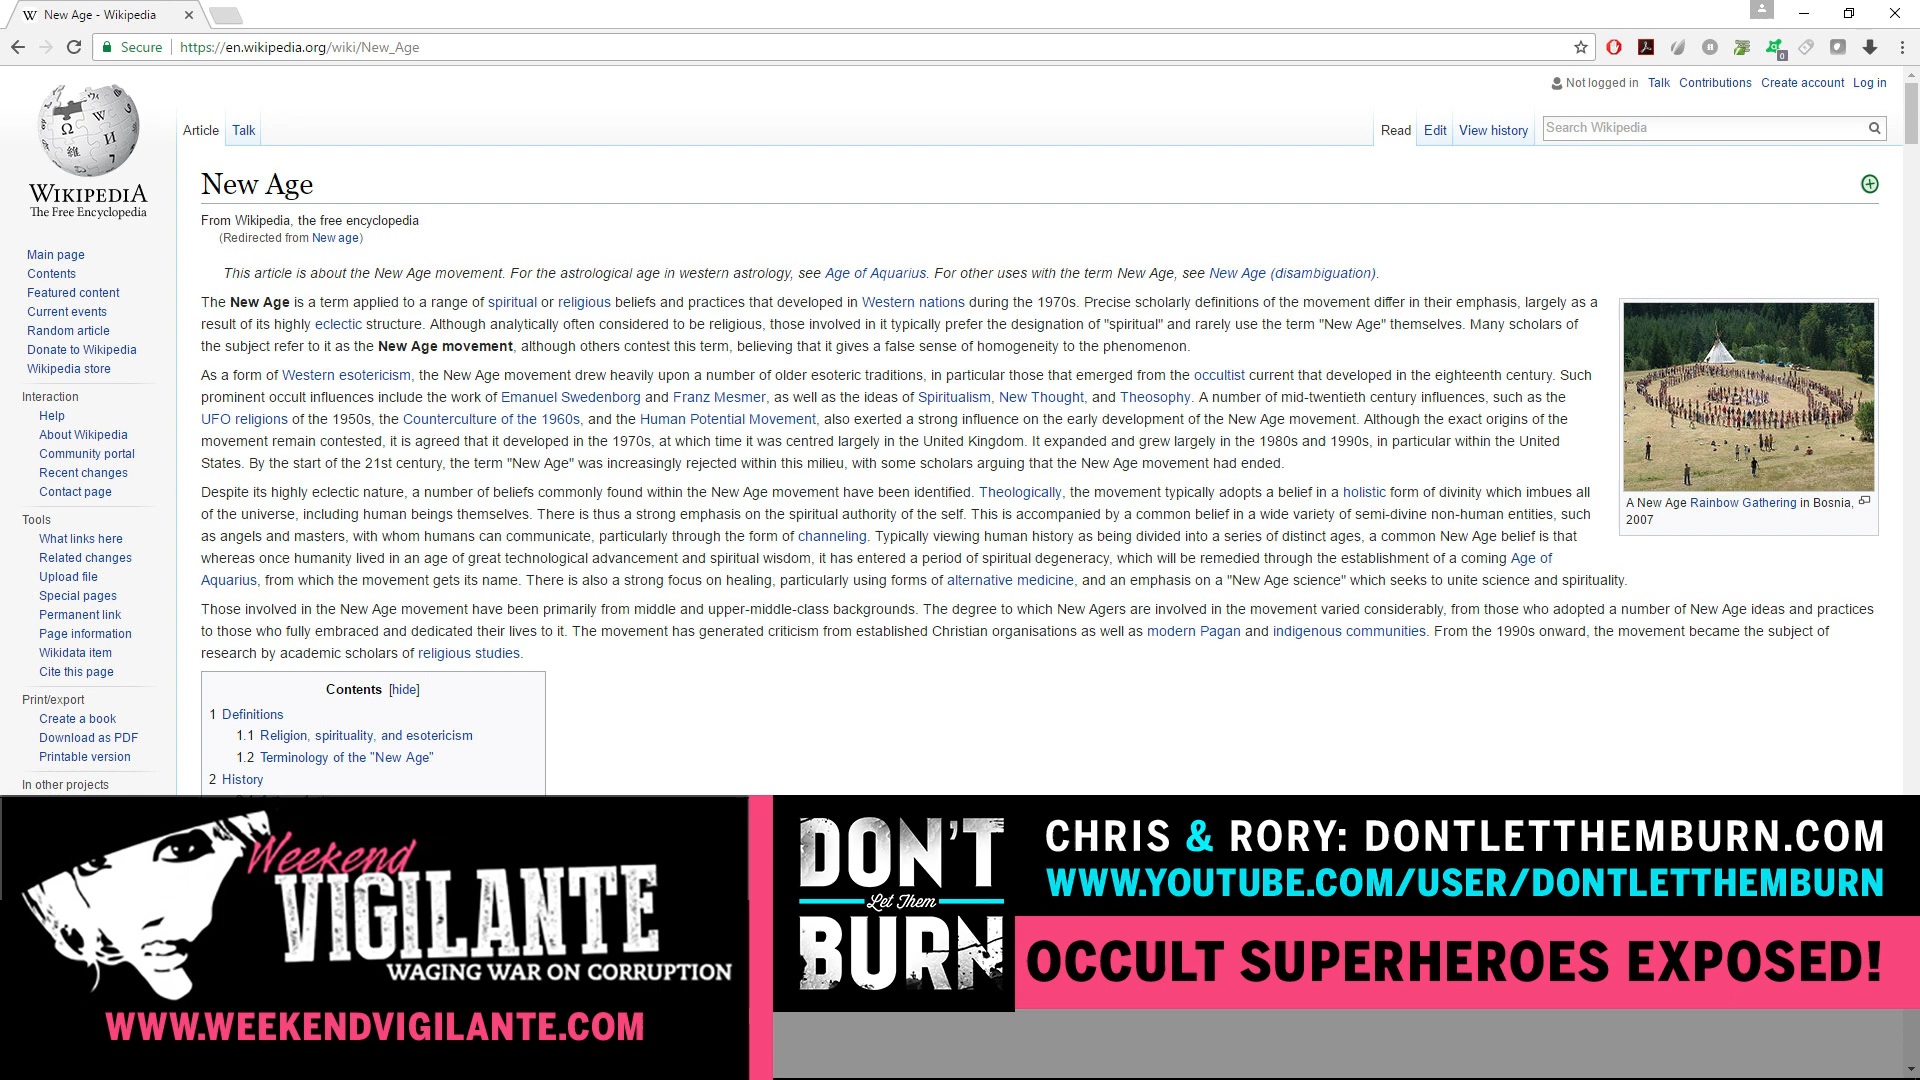 New Age - Wikipedia
Secure https://en.wikipedia.org/wiki/New_Age
0
Not logged in Talk Contributions Create account Log in
Article Talk Read Edit View history Search Wikipedia
WIKIPEDIA
The Free Encyclopedia
Main page
Contents
Featured content
Current events
Random article
Donate to Wikipedia
Wikipedia store
Interaction
Help
About Wikipedia
Community portal
Recent changes
Contact page
Tools
What links here
Related changes
Upload file
Special pages
Permanent link
Page information
Wikidata item
Cite this page
Print/export
Create a book
Download as PDF
Printable version
In other projects
New Age
From Wikipedia, the free encyclopedia
(Redirected from New age)
This article is about the New Age movement. For the astrological age in western astrology, see Age of Aquarius. For other uses with the term New Age, see New Age (disambiguation).
The New Age is a term applied to a range of spiritual or religious beliefs and practices that developed in Western nations during the 1970s. Precise scholarly definitions of the movement differ in their emphasis, largely as a
result of its highly eclectic structure. Although analytically often considered to be religious, those involved in it typically prefer the designation of "spiritual" and rarely use the term "New Age" themselves. Many scholars of
the subject refer to it as the New Age movement, although others contest this term, believing that it gives a false sense of homogeneity to the phenomenon.
As a form of Western esotericism, the New Age movement drew heavily upon a number of older esoteric traditions, in particular those that emerged from the occultist current that developed in the eighteenth century. Such
prominent occult influences include the work of Emanuel Swedenborg and Franz Mesmer, as well as the ideas of Spiritualism, New Thought, and Theosophy. A number of mid-twentieth century influences, such as the
UFO religions of the 1950s, the Counterculture of the 1960s, and the Human Potential Movement, also exerted a strong influence on the early development of the New Age movement. Although the exact origins of the
movement remain contested, it is agreed that it developed in the 1970s, at which time it was centred largely in the United Kingdom. It expanded and grew largely in the 1980s and 1990s, in particular within the United
States. By the start of the 21st century, the term "New Age" was increasingly rejected within this milieu, with some scholars arguing that the New Age movement had ended.
Despite its highly eclectic nature, a number of beliefs commonly found within the New Age movement have been identified. Theologically, the movement typically adopts a belief in a holistic form of divinity which imbues all
of the universe, including human beings themselves. There is thus a strong emphasis on the spiritual authority of the self. This is accompanied by a common belief in a wide variety of semi-divine non-human entities, such
as angels and masters, with whom humans can communicate, particularly through the form of channeling. Typically viewing human history as being divided into a series of distinct ages, a common New Age belief is that
whereas once humanity lived in an age of great technological advancement and spiritual wisdom, it has entered a period of spiritual degeneracy, which will be remedied through the establishment of a coming Age of
Aquarius, from which the movement gets its name. There is also a strong focus on healing, particularly using forms of alternative medicine, and an emphasis on a "New Age science" which seeks to unite science and spirituality.
Those involved in the New Age movement have been primarily from middle and upper-middle-class backgrounds. The degree to which New Agers are involved in the movement varied considerably, from those who adopted a number of New Age ideas and practices
to those who fully embraced and dedicated their lives to it. The movement has generated criticism from established Christian organisations as well as modern Pagan and indigenous communities. From the 1990s onward, the movement became the subject of
research by academic scholars of religious studies.
A New Age Rainbow Gathering in Bosnia,
2007
Contents [hide]
1 Definitions
1.1 Religion, spirituality, and esotericism
1.2 Terminology of the "New Age"
2 History
Weekend
VIGILANTE
WAGING WAR ON CORRUPTION
WWW.WEEKENDVIGILANTE.COM
DON'T
Let Them
BURN
CHRIS & RORY: DONTLETTHEMBURN.COM
WWW.YOUTUBE.COM/USER/DONTLETTHEMBURN
OCCULT SUPERHEROES EXPOSED!